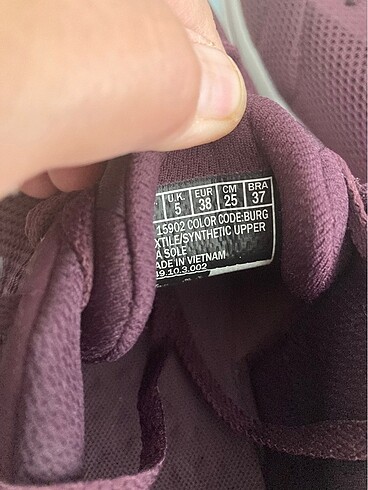 U.K. EUR CM BRA
5 38 25 37
15902 COLOR CODE:BURG
XTILE/SYNTHETIC UPPER
A SOLE
ADE IN VIETNAM
39.10.3.002